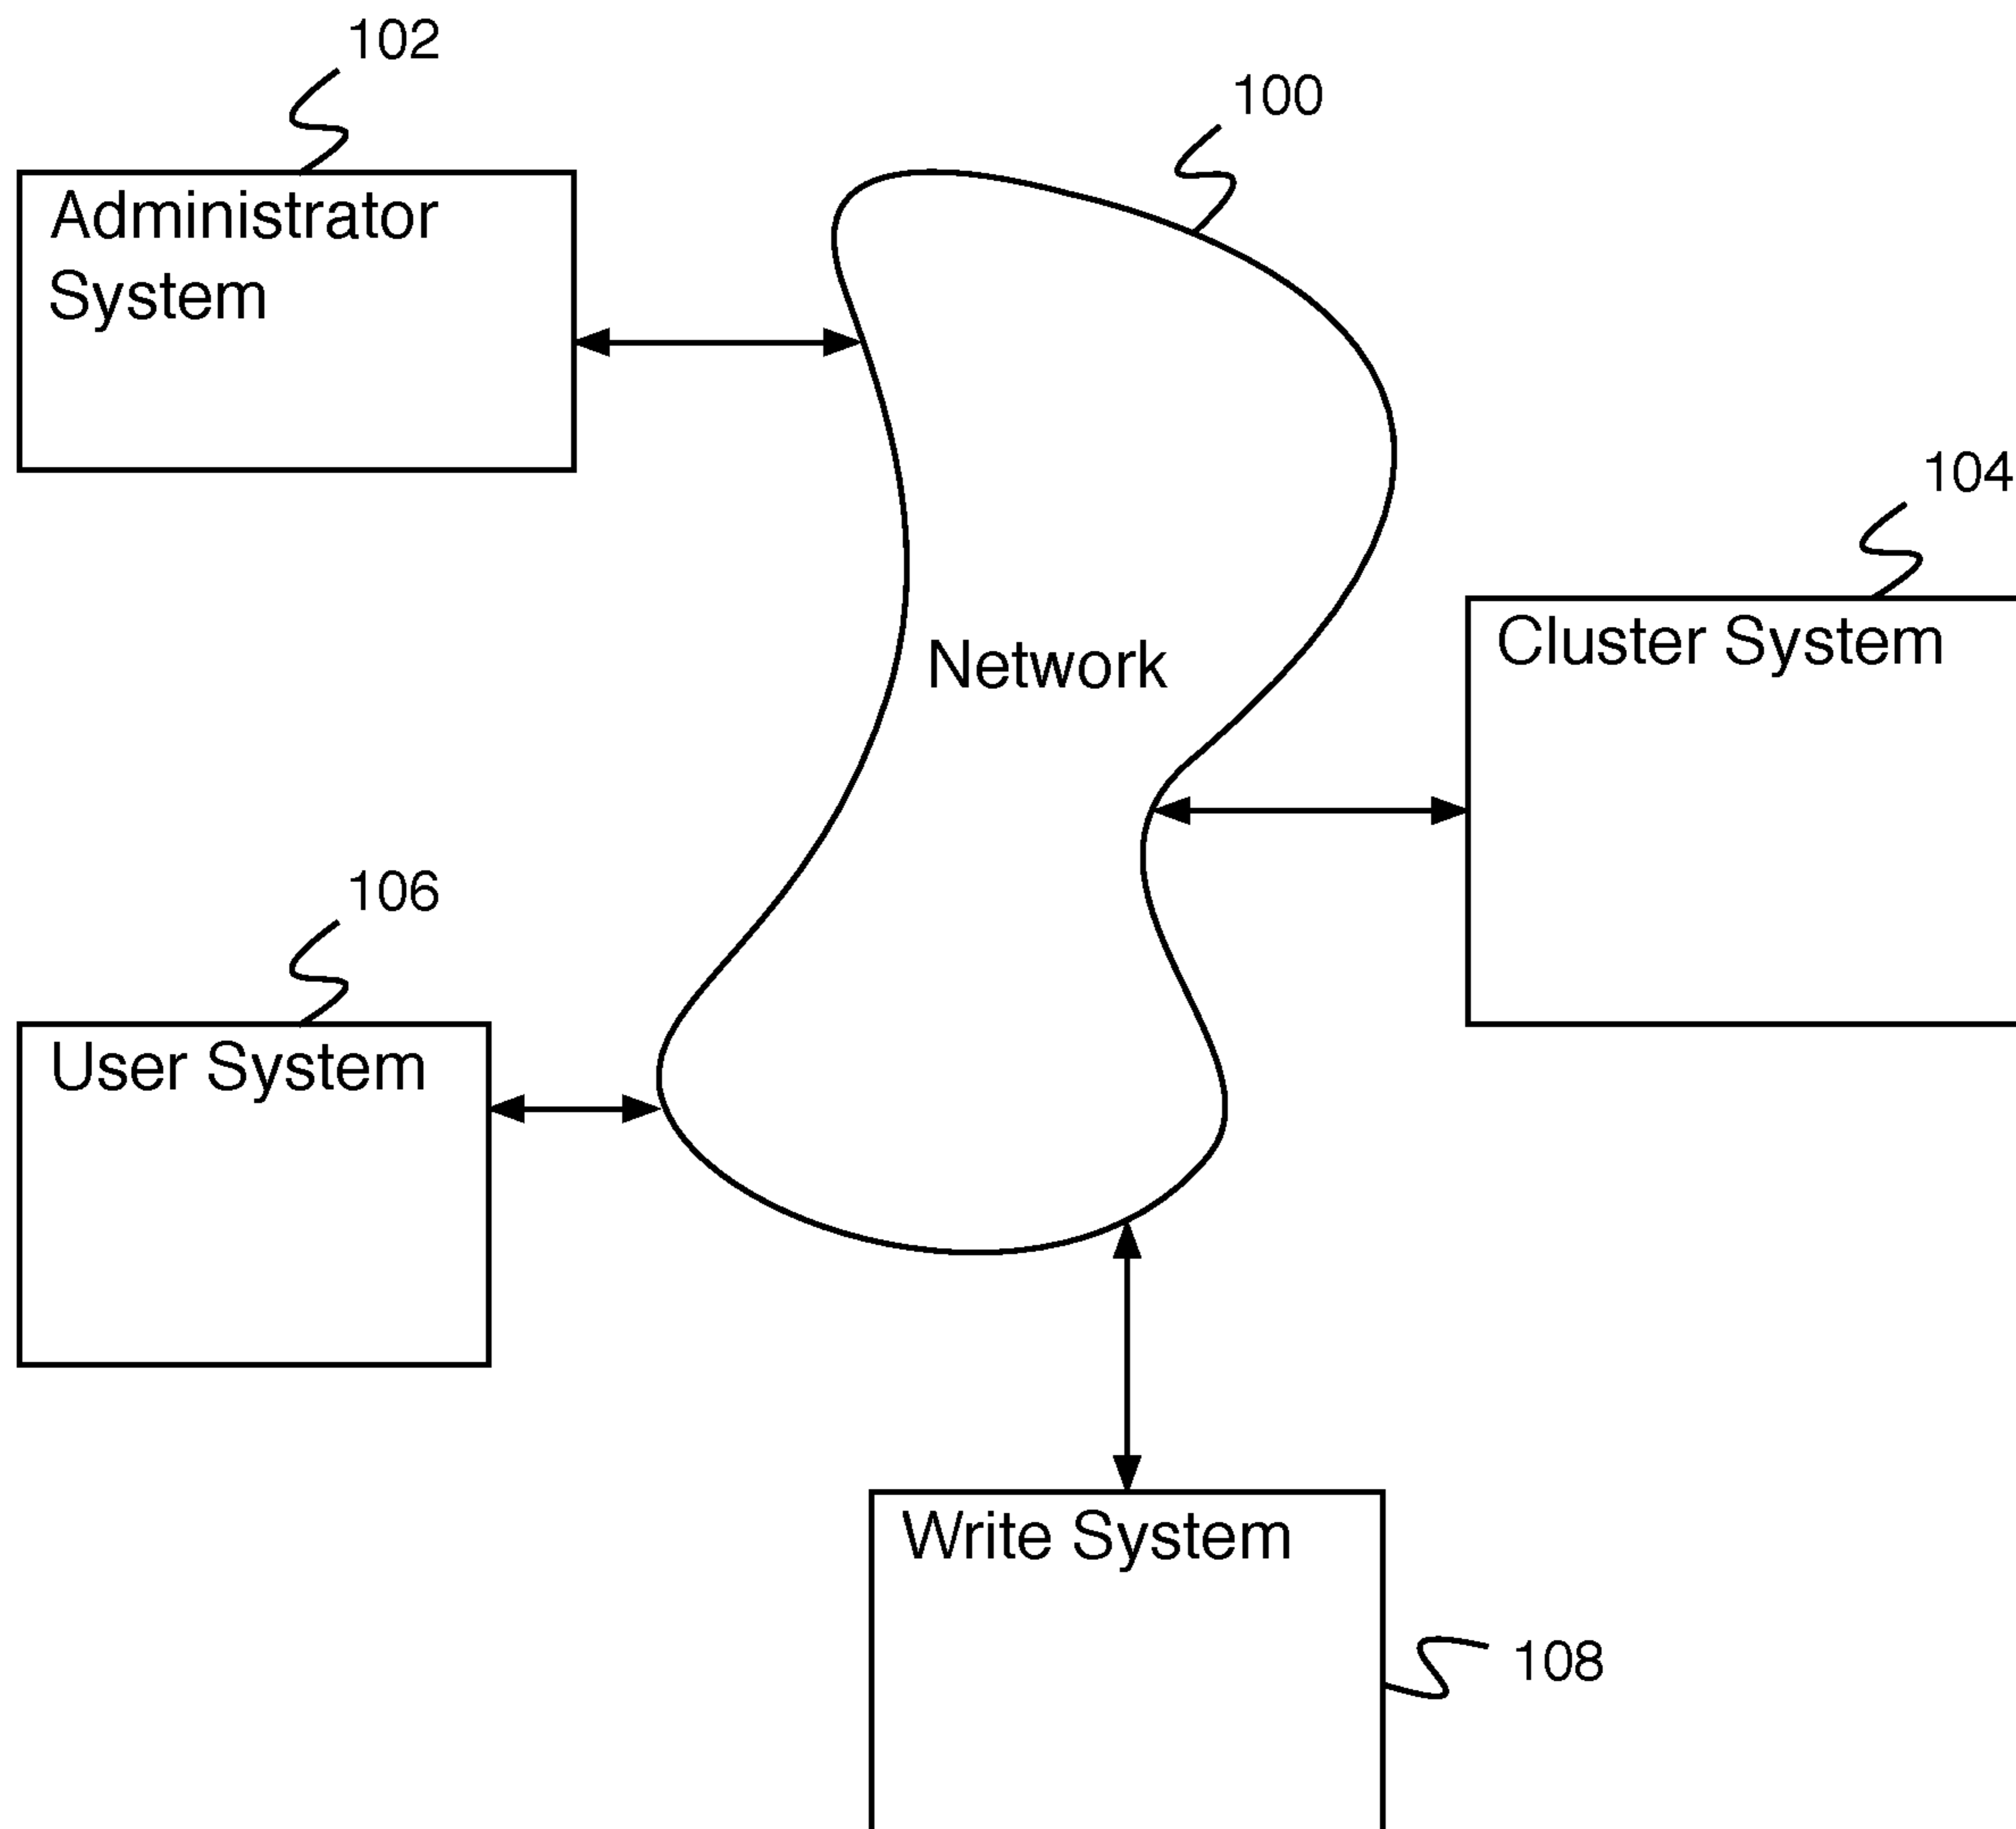 102
100
Administrator
System
104
Cluster System
Network
106
User System
Write System
108